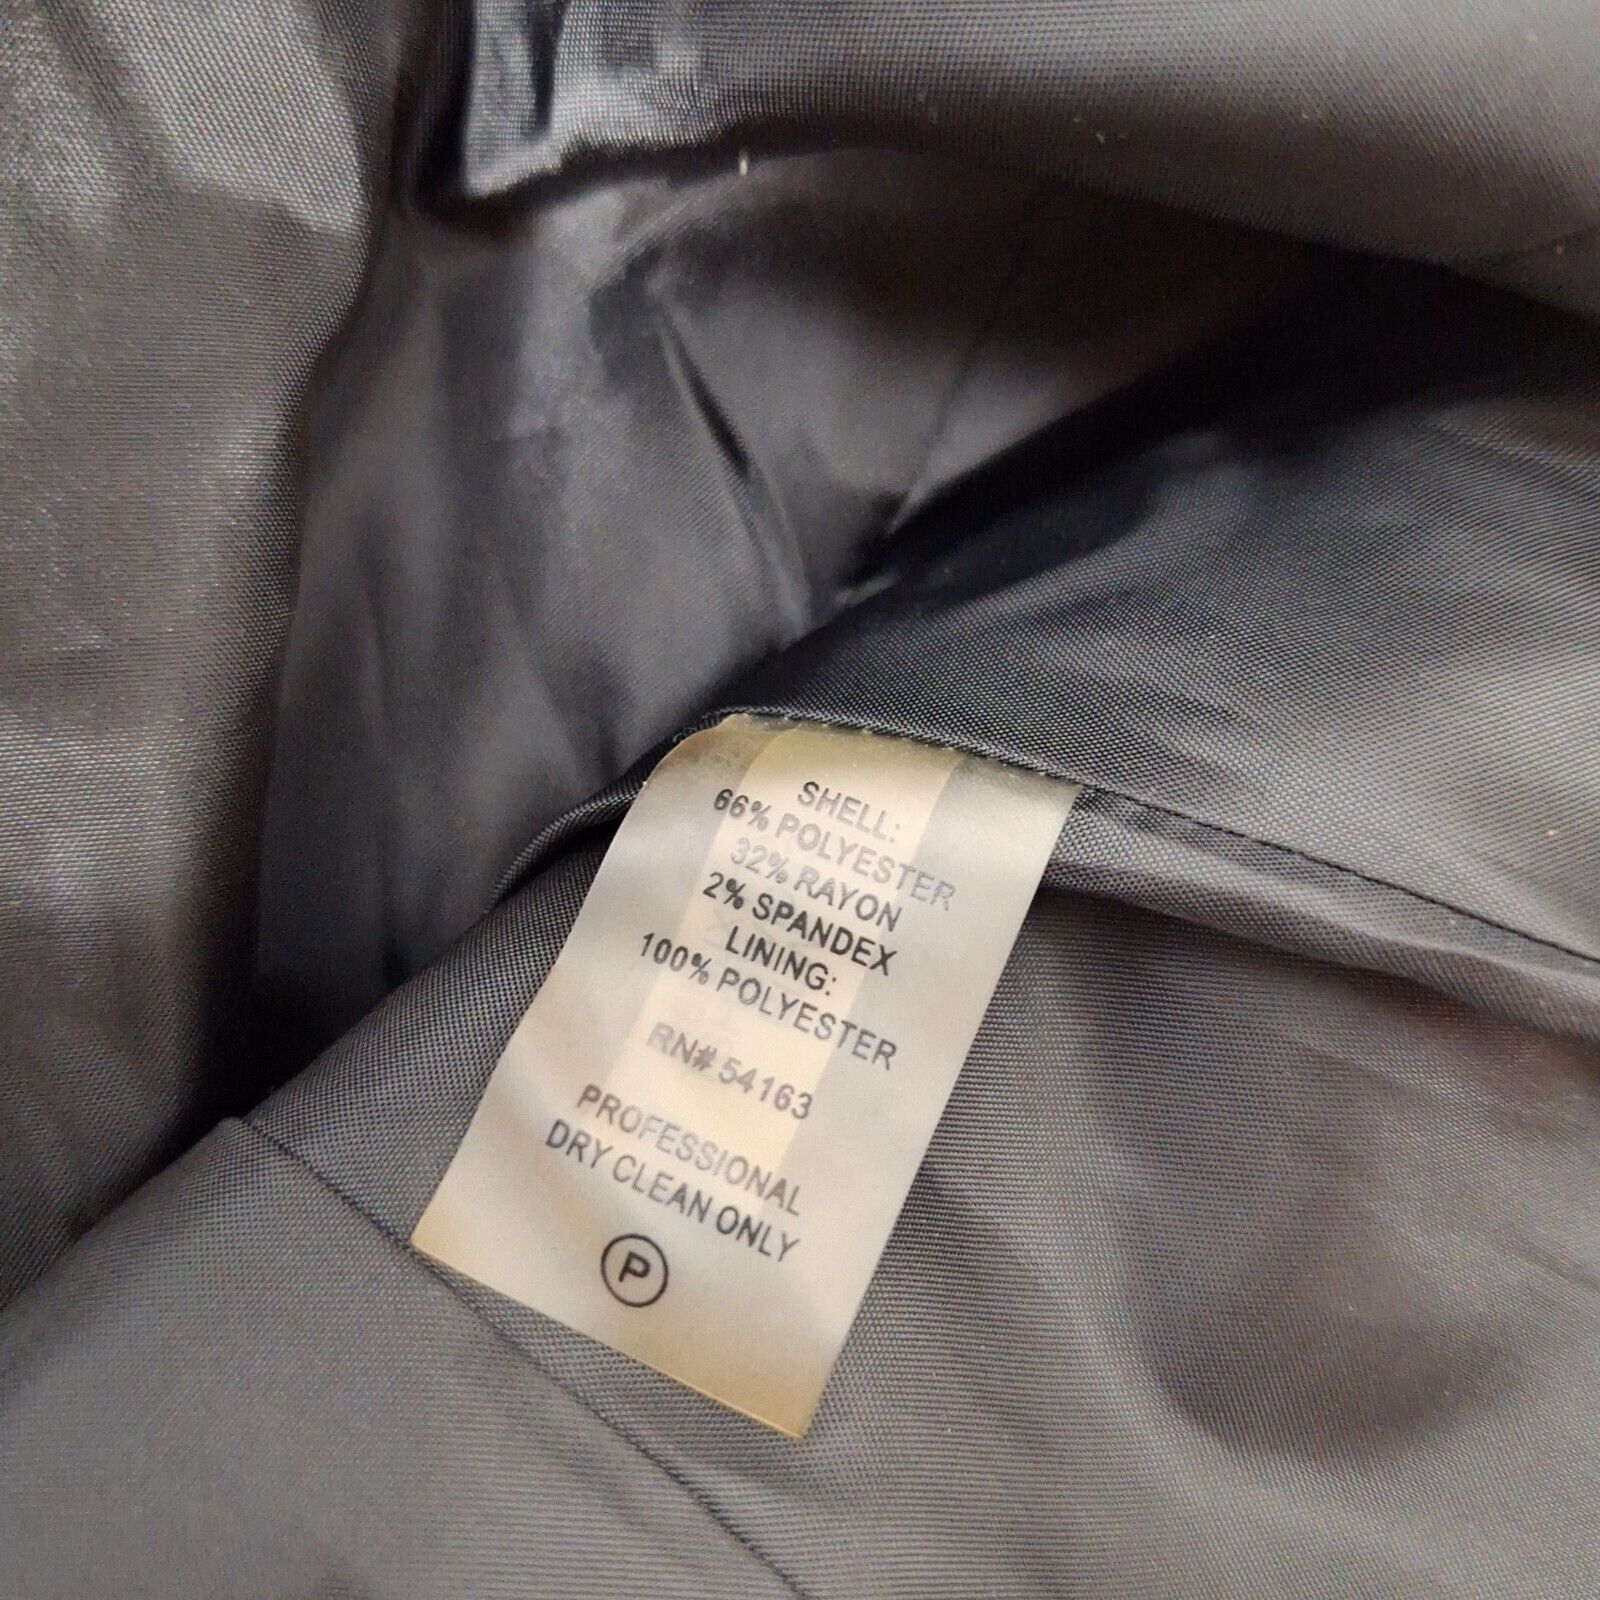 SHELL:
66% POLYESTER
32% RAYON
2% SPANDEX
LINING:
100% POLYESTER
RN# 54163
PROFESSIONAL
DRY CLEAN ONLY
P